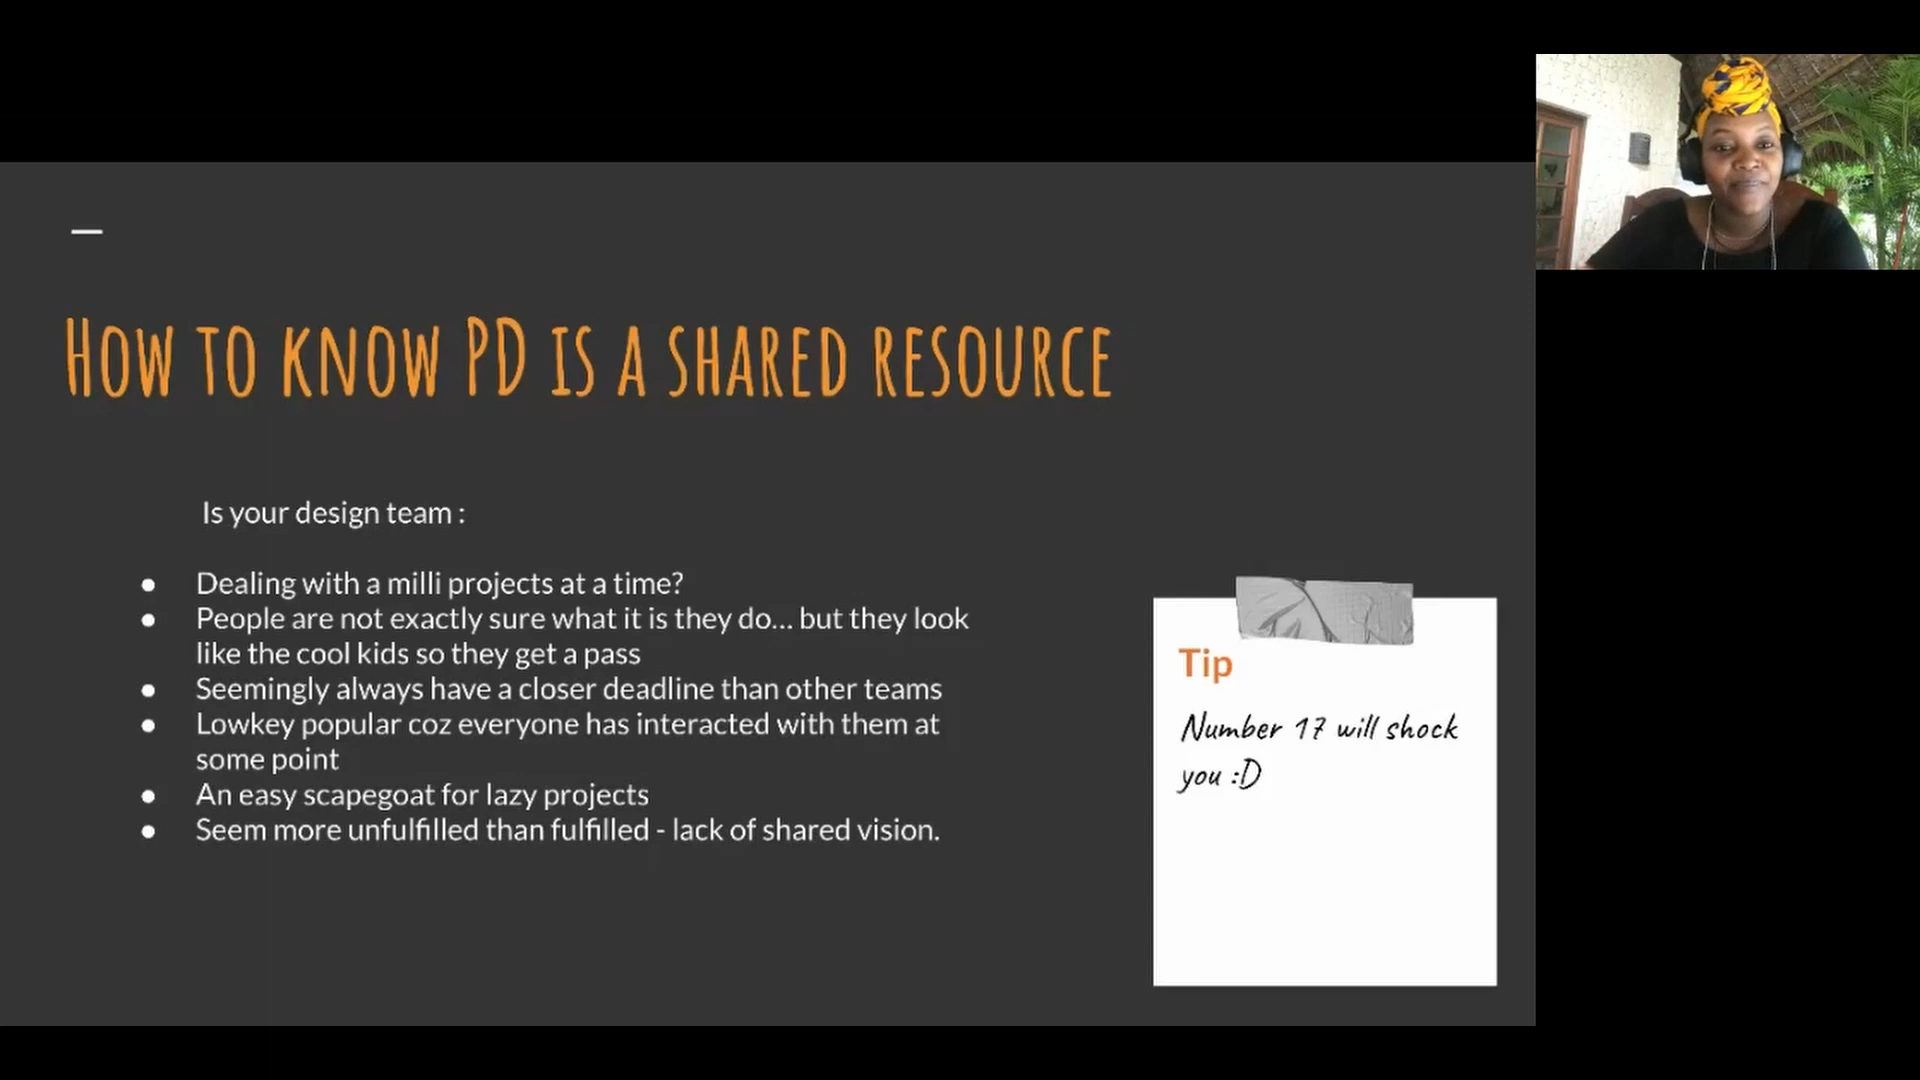 How to know PD is a shared resource
Is your design team :
● Dealing with a milli projects at a time?
● People are not exactly sure what it is they do... but they look
like the cool kids so they get a pass
● Seemingly always have a closer deadline than other teams
● Lowkey popular coz everyone has interacted with them at
some point
● An easy scapegoat for lazy projects
● Seem more unfulfilled than fulfilled - lack of shared vision.
Tip
Number 17 will shock
you :D